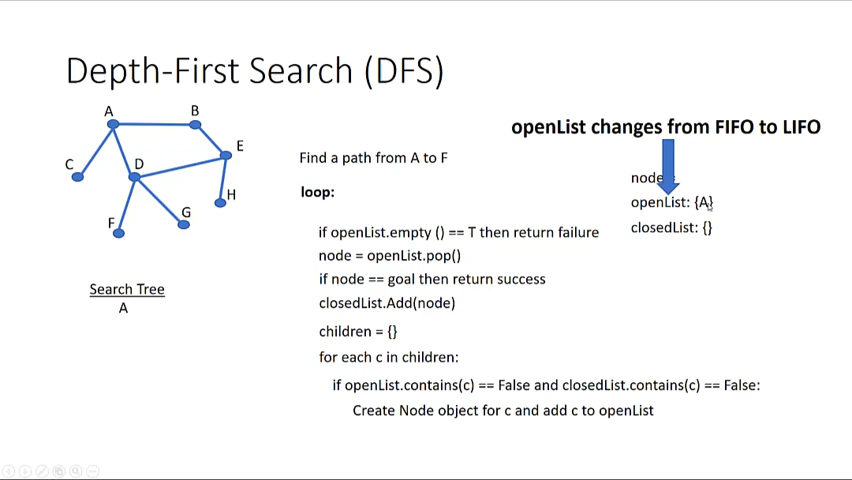 Depth-First Search (DFS)
A
B
E
C
D
H
G
F
openList changes from FIFO to LIFO
Find a path from A to F
node
openList: {A}
closedList: {}
loop:
if openList.empty () == T then return failure
node = openList.pop()
if node == goal then return success
closedList.Add(node)
children = {}
for each c in children:
if openList.contains(c) == False and closedList.contains(c) == False:
Create Node object for c and add c to openList
Search Tree
A